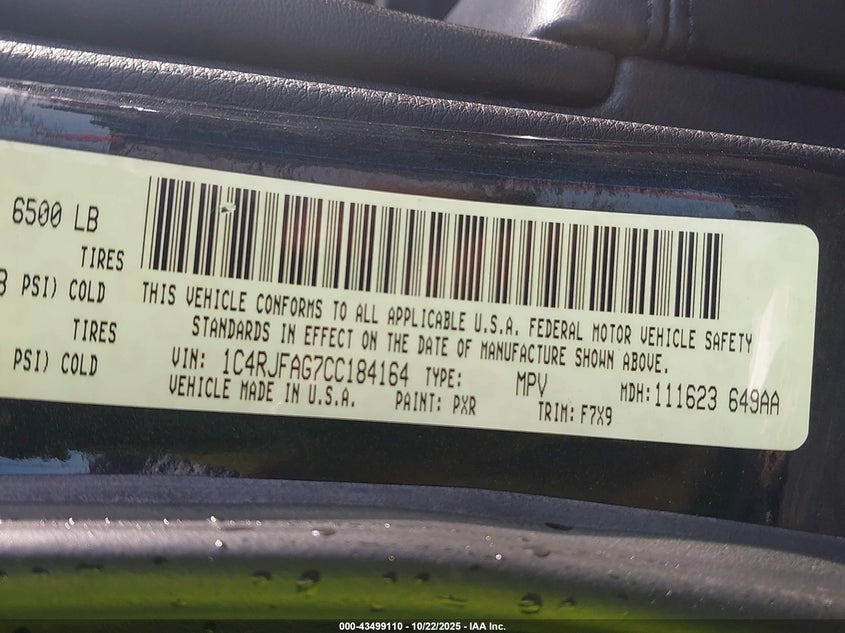 6500 LB
TIRES
PSI) COLD
TIRES
PSI) COLD
THIS VEHICLE CONFORMS TO ALL APPLICABLE U.S.A. FEDERAL MOTOR VEHICLE SAFETY
STANDARDS IN EFFECT ON THE DATE OF MANUFACTURE SHOWN ABOVE.
VIN: 1C4RJFAG7CC184164 TYPE: MPV MDH: 111623 649AA
VEHICLE MADE IN U.S.A. PAINT: PXR TRIM: F7X9
000-43499110 - 10/22/2025 - IAA Inc.